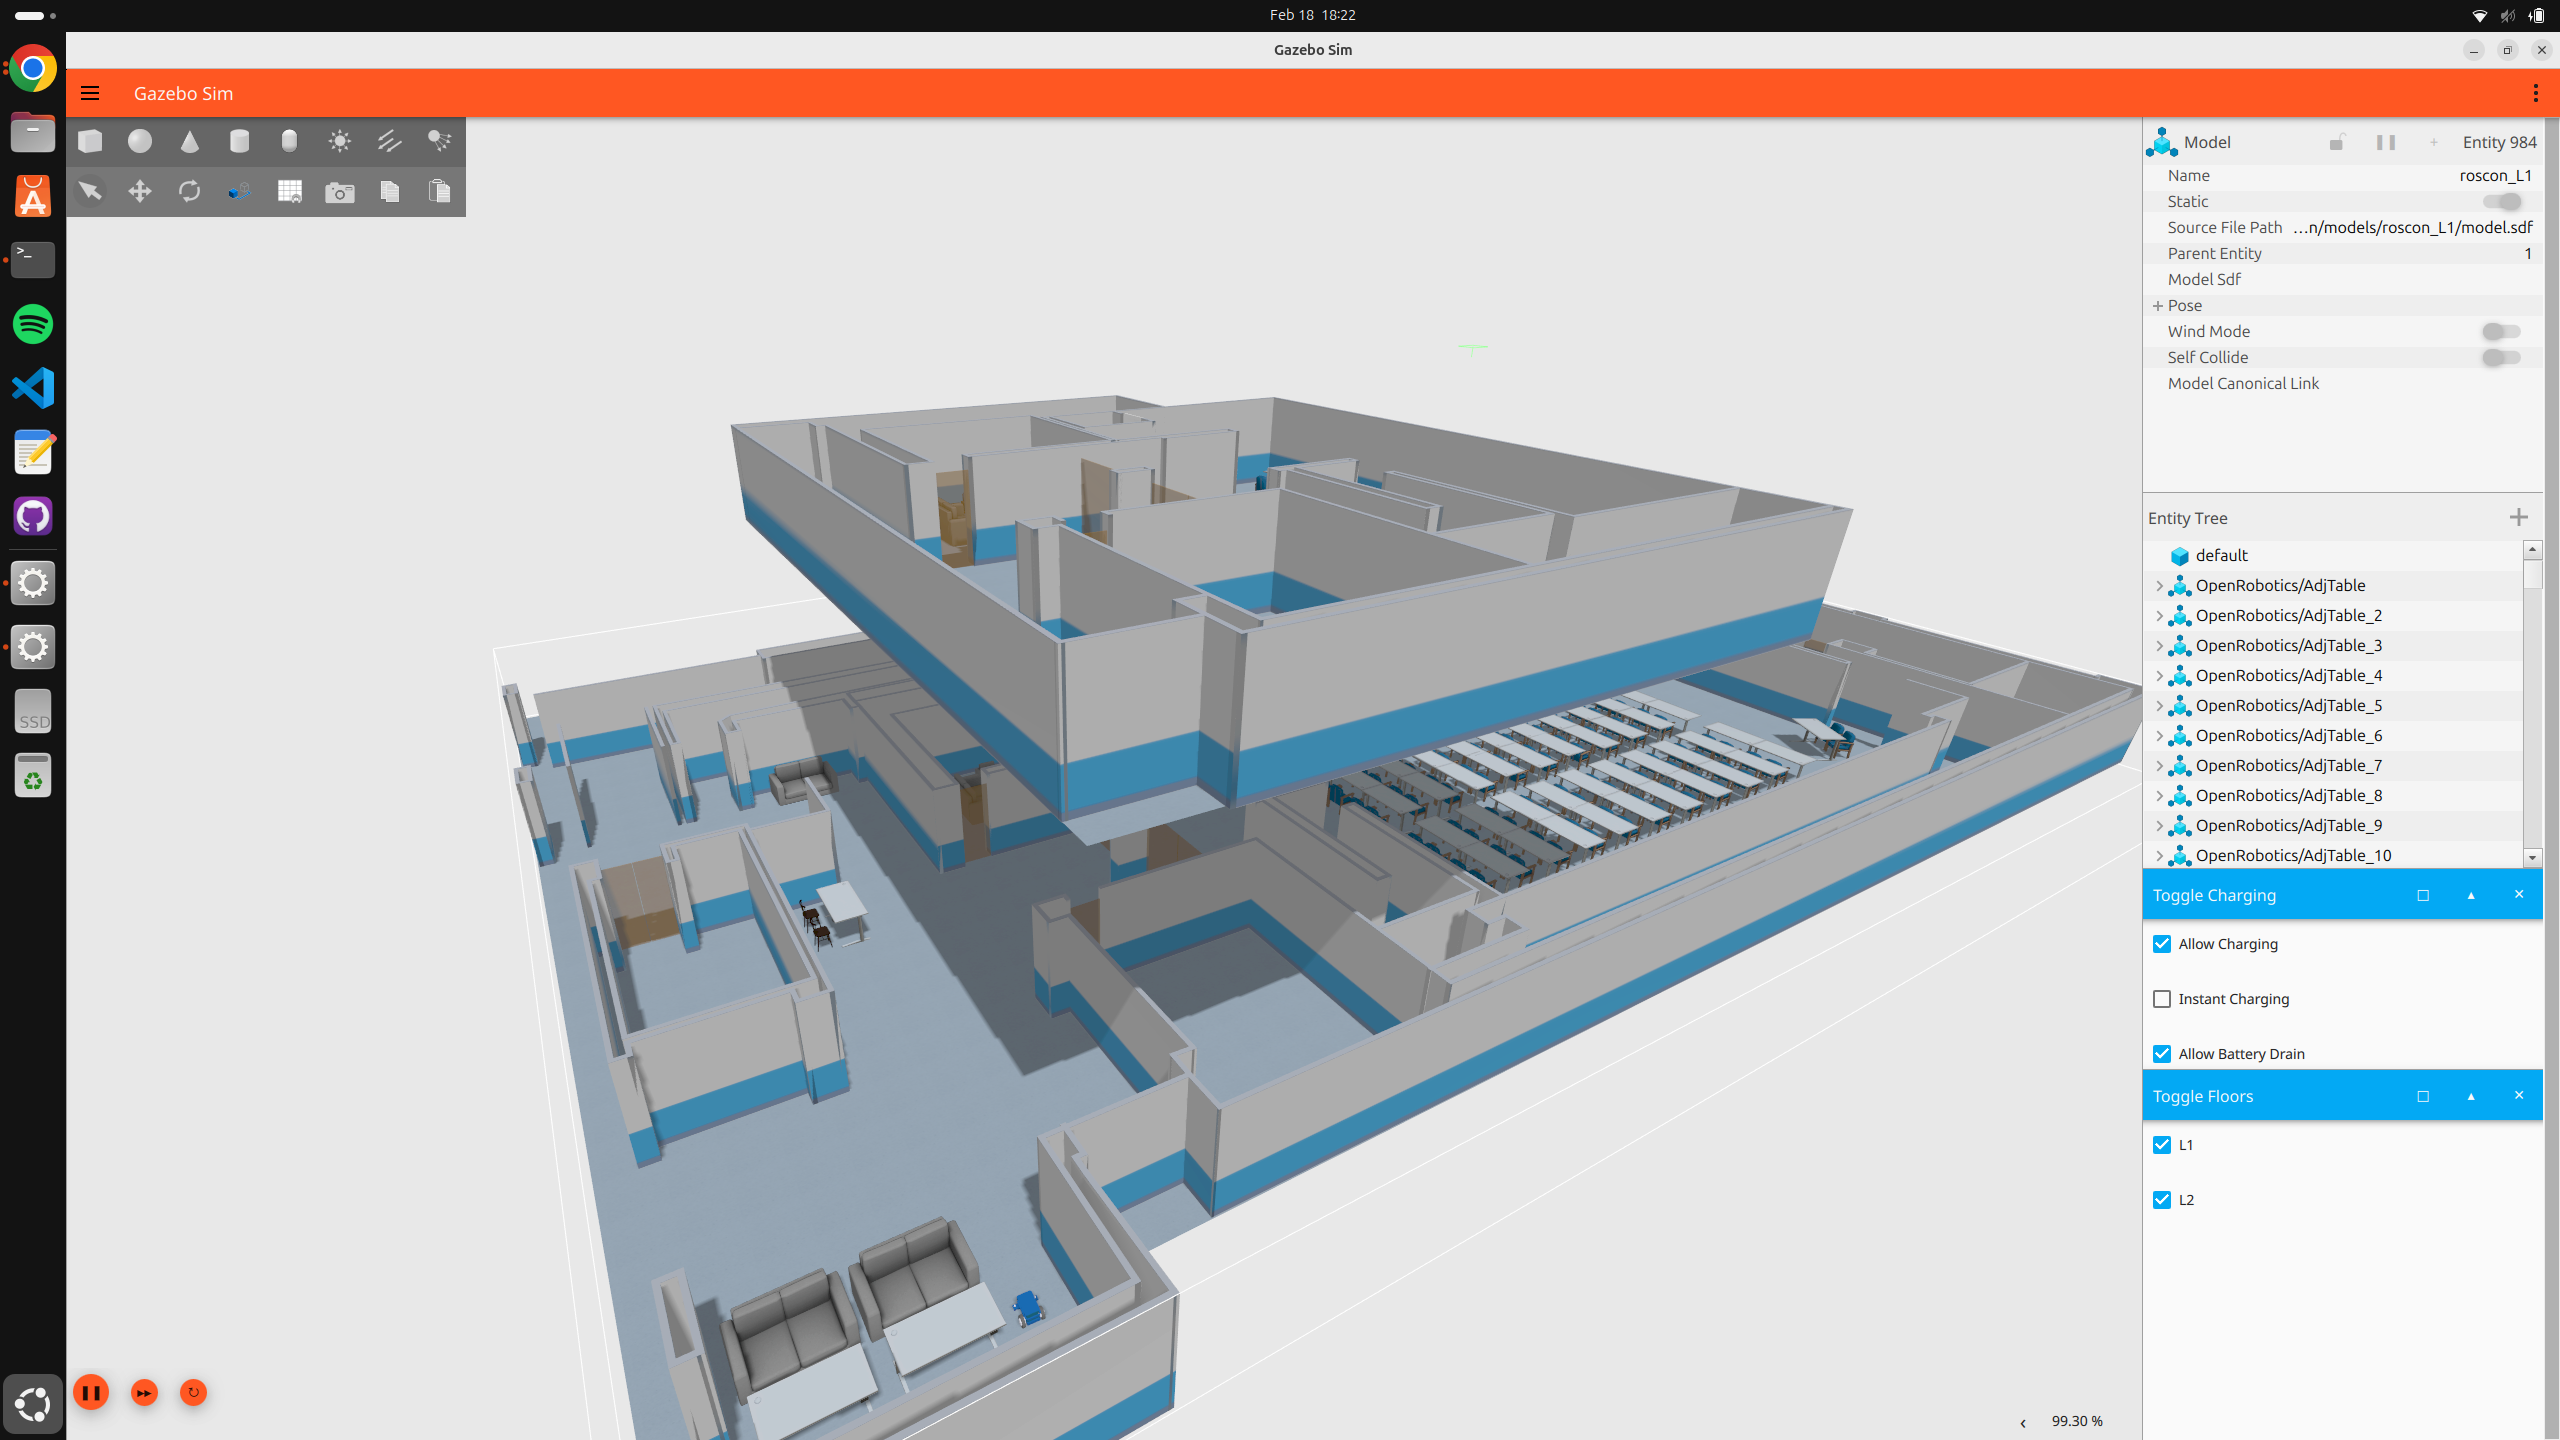 Feb 18 18:22
Gazebo Sim
Gazebo Sim
Model
Entity 984
Name roscon_L1
Static
Source File Path …n/models/roscon_L1/model.sdf
Parent Entity 1
Model Sdf
Pose
Wind Mode
Self Collide
Model Canonical Link
Entity Tree
default
OpenRobotics/AdjTable
OpenRobotics/AdjTable_2
OpenRobotics/AdjTable_3
OpenRobotics/AdjTable_4
OpenRobotics/AdjTable_5
OpenRobotics/AdjTable_6
OpenRobotics/AdjTable_7
OpenRobotics/AdjTable_8
OpenRobotics/AdjTable_9
OpenRobotics/AdjTable_10
Toggle Charging
Allow Charging
Instant Charging
Allow Battery Drain
Toggle Floors
L1
L2
SSD
99.30 %